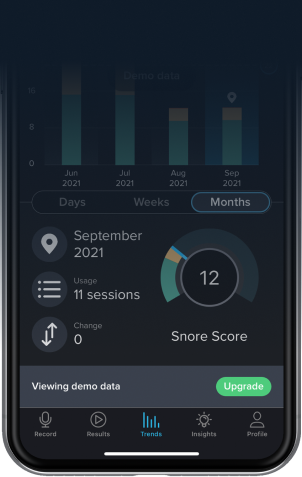 Demo data
16
8
0
Jun Jul Aug Sep
2021 2021 2021 2021
Days Weeks Months
September
2021
Usage
11 sessions
Change
0
12
Snore Score
Viewing demo data Upgrade
Record Results Trends Insights Profile